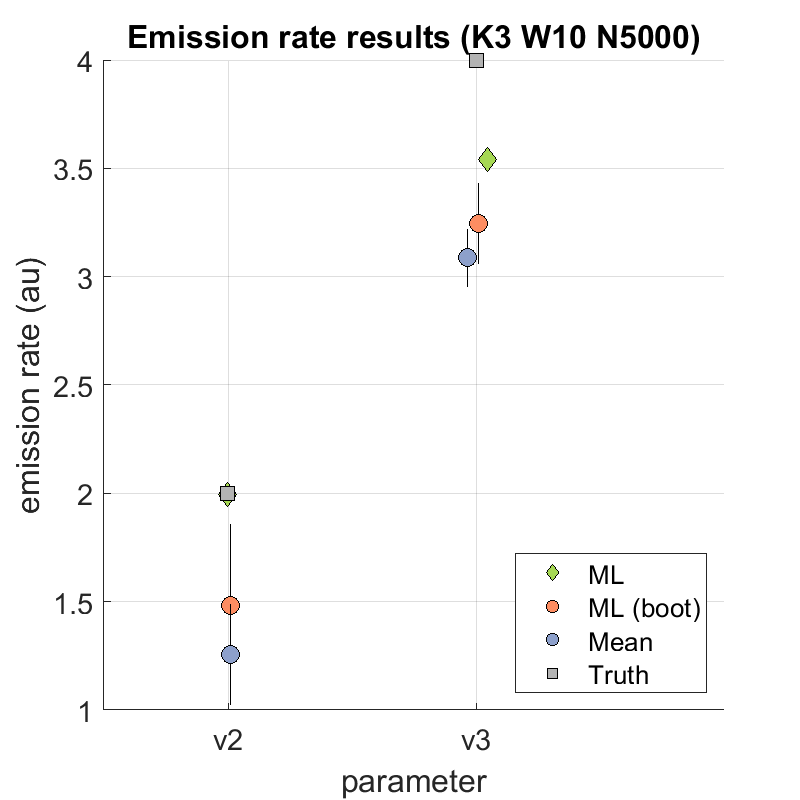 Emission rate results (K3 W10 N5000)
4
3.5
3
2.5
2
1.5
1
emission rate (au)
v2
v3
parameter
ML
ML (boot)
Mean
Truth